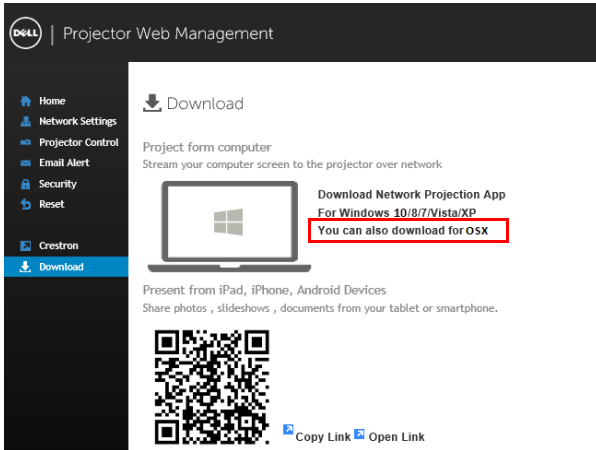 DELL | Projector Web Management
Home
Network Settings
Projector Control
Email Alert
Security
Reset
Crestron
Download
Download
Project form computer
Stream your computer screen to the projector over network
Download Network Projection App
For Windows 10/8/7/Vista/XP
You can also download for OSX
Present from iPad, iPhone, Android Devices
Share photos , slideshows , documents from your tablet or smartphone.
Copy Link Open Link